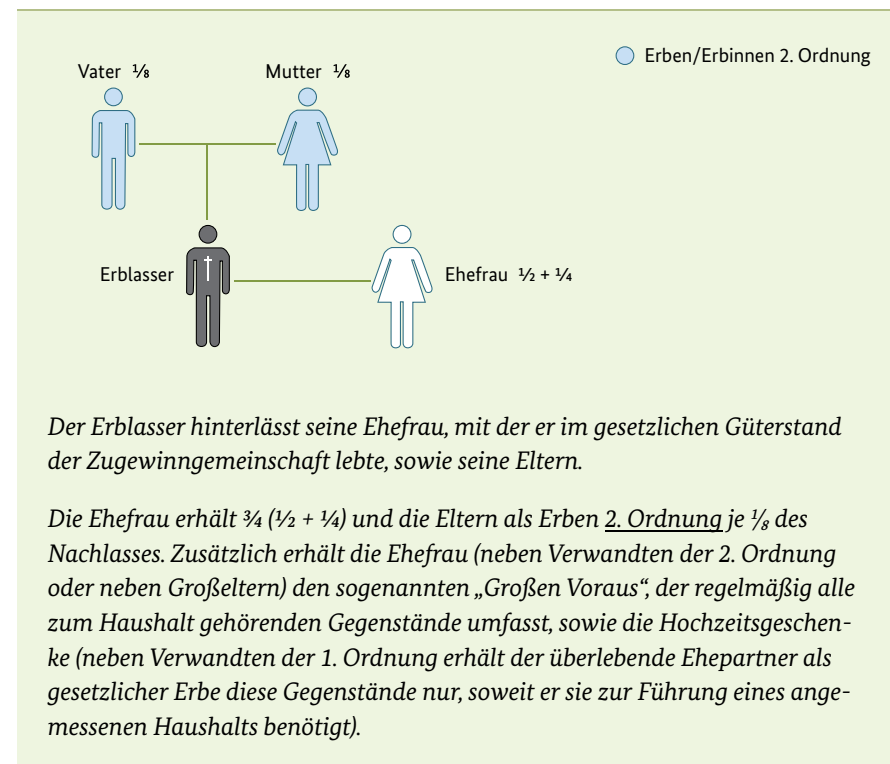 Erben/Erbinnen 2. Ordnung
Vater ⅛
Mutter ⅛
Erblasser
Ehefrau ½ + ¼
Der Erblasser hinterlässt seine Ehefrau, mit der er im gesetzlichen Güterstand
der Zugewinngemeinschaft lebte, sowie seine Eltern.
Die Ehefrau erhält ¾ (½ + ¼) und die Eltern als Erben 2. Ordnung je ⅛ des
Nachlasses. Zusätzlich erhält die Ehefrau (neben Verwandten der 2. Ordnung
oder neben Großeltern) den sogenannten „Großen Voraus“, der regelmäßig alle
zum Haushalt gehörenden Gegenstände umfasst, sowie die Hochzeitsgeschen-
ke (neben Verwandten der 1. Ordnung erhält der überlebende Ehepartner als
gesetzlicher Erbe diese Gegenstände nur, soweit er sie zur Führung eines ange-
messenen Haushalts benötigt).